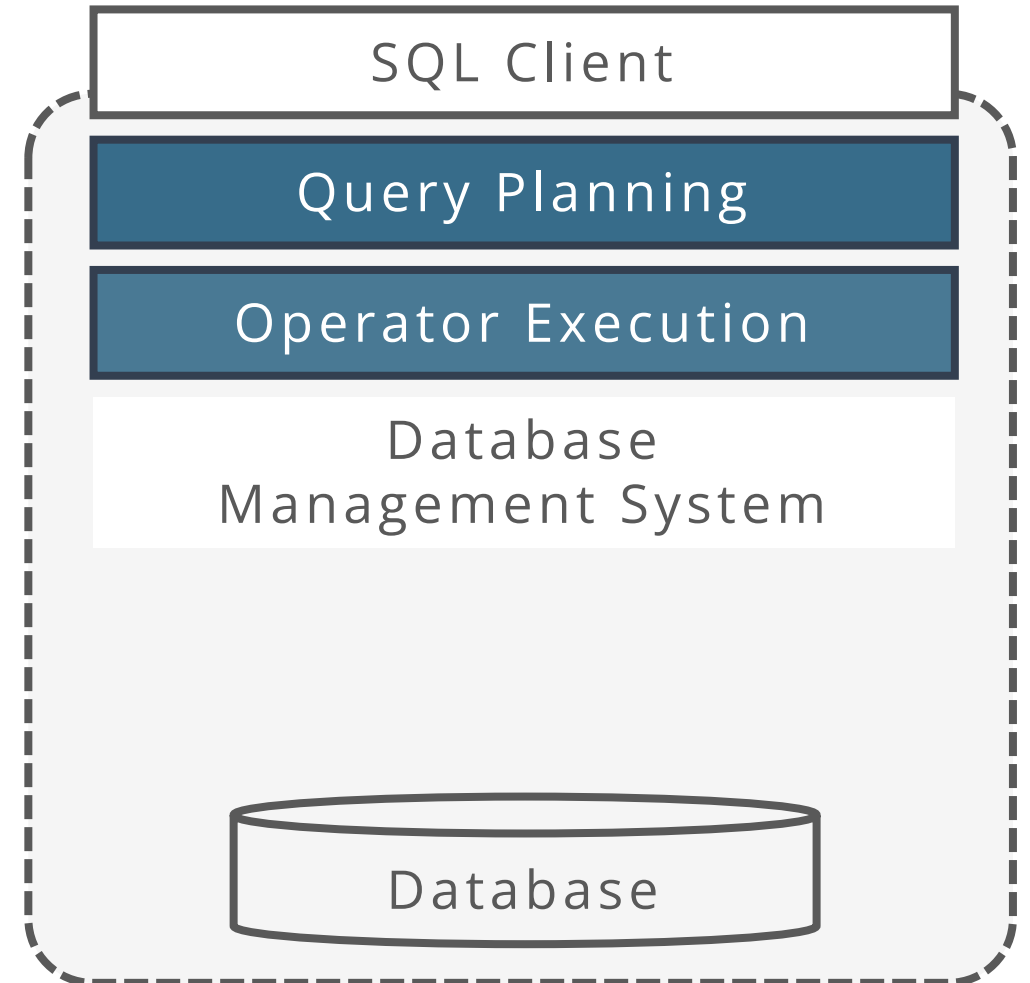 SQL Client
Query Planning
Operator Execution
Database
Management System
Database